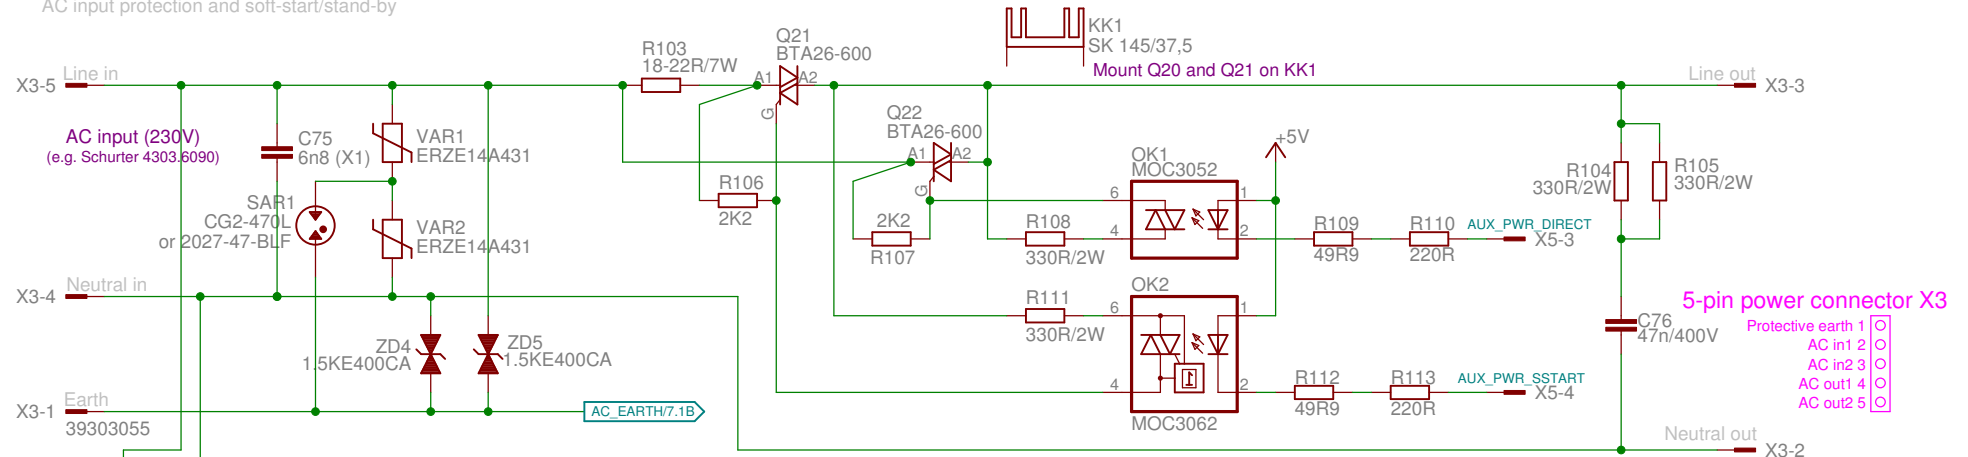 AC input protection and soft-start/stand-by
KK1
SK 145/37,5
Mount Q20 and Q21 on KK1
Q21
BTA26-600
R103
18-22R/7W
A1
A2
G
X3-5
Line in
Line out
X3-3
AC input (230V)
(e.g. Schurter 4303.6090)
C75
6n8 (X1)
VAR1
ERZE14A431
Q22
BTA26-600
A1
A2
G
+5V
OK1
MOC3052
6
4
1
2
R104
330R/2W
R105
330R/2W
SAR1
CG2-470L
or 2027-47-BLF
VAR2
ERZE14A431
R106
2K2
2K2
R107
R108
330R/2W
R109
49R9
R110
220R
AUX_PWR_DIRECT
X5-3
X3-4
Neutral in
OK2
6
4
1
2
MOC3062
R111
330R/2W
C76
47n/400V
5-pin power connector X3
Protective earth 1
AC in1 2
AC in2 3
AC out1 4
AC out2 5
ZD4
1.5KE400CA
ZD5
1.5KE400CA
R112
49R9
R113
220R
AUX_PWR_SSTART
X5-4
X3-1
Earth
39303055
AC_EARTH/7.1B
Neutral out
X3-2